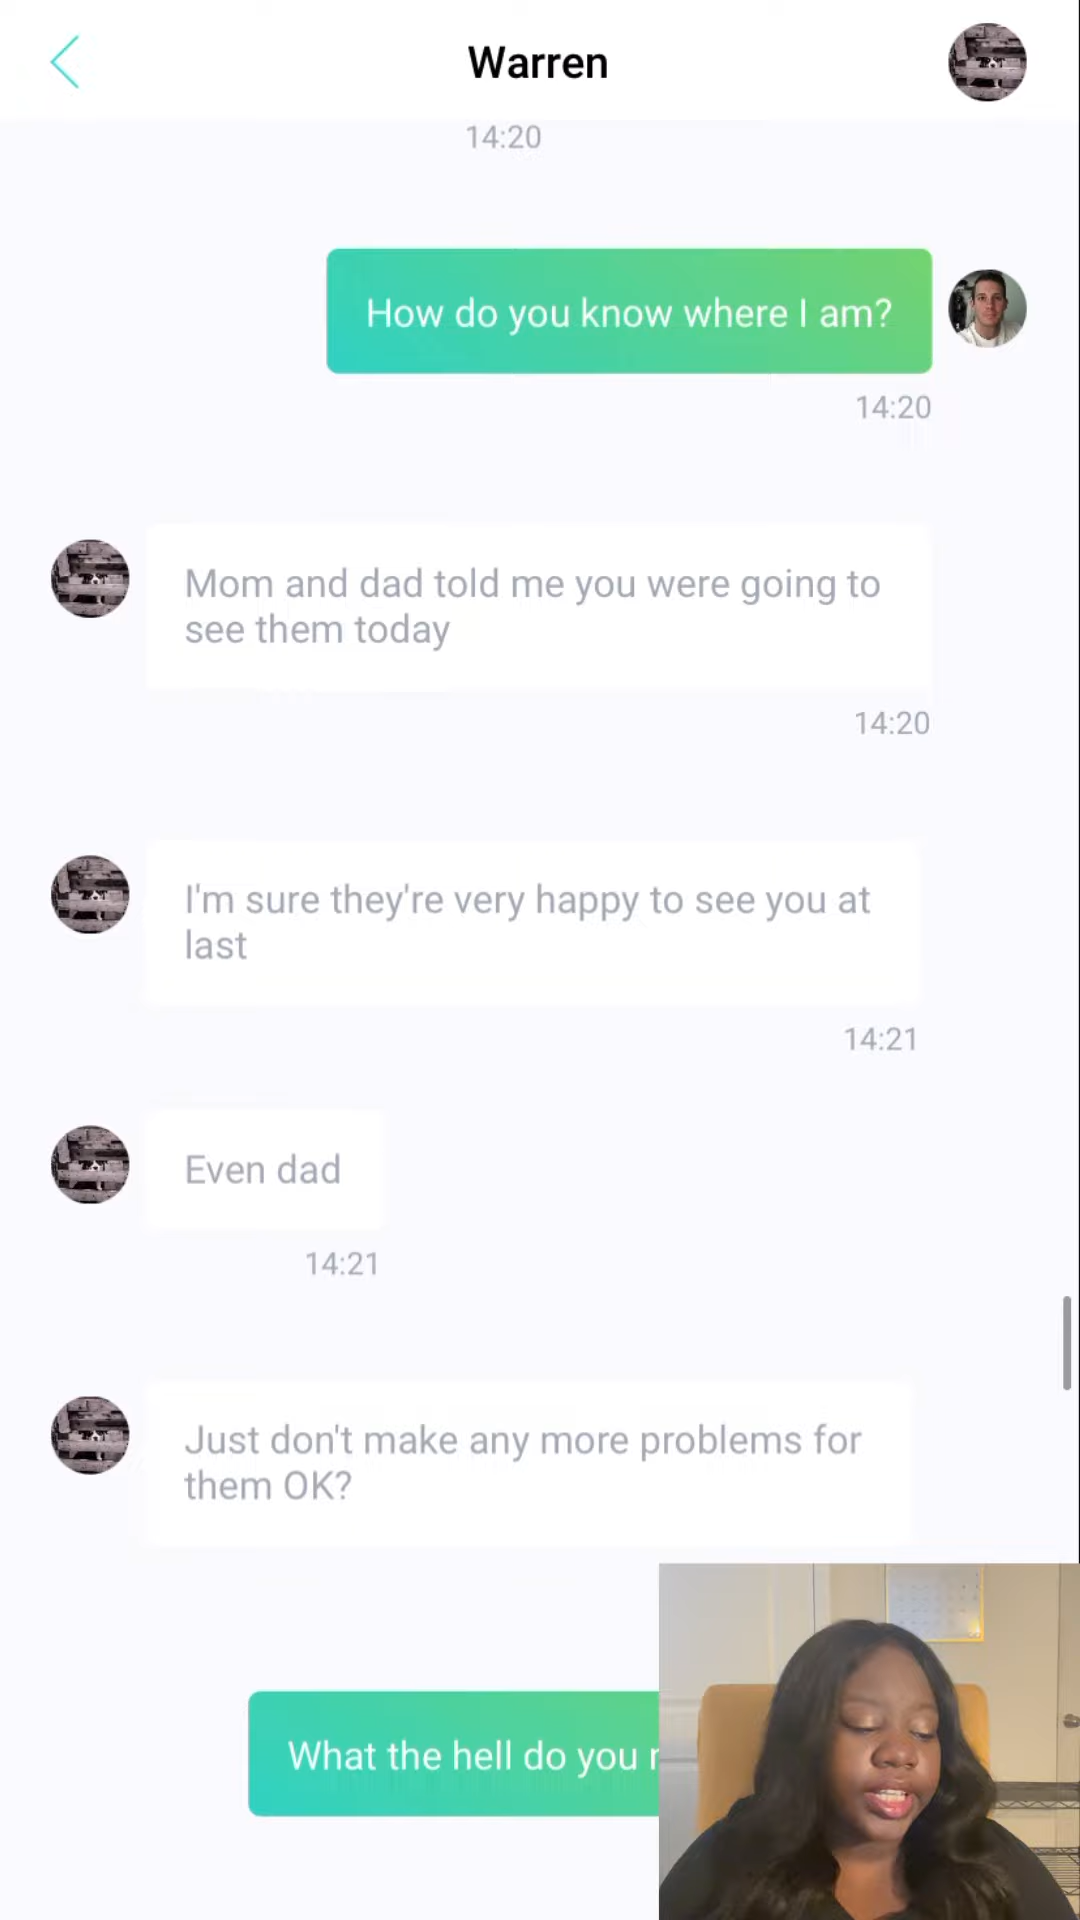 Warren
14:20
How do you know where I am?
14:20
Mom and dad told me you were going to
see them today
14:20
I'm sure they're very happy to see you at
last
14:21
Even dad
14:21
Just don't make any more problems for
them OK?
What the hell do you